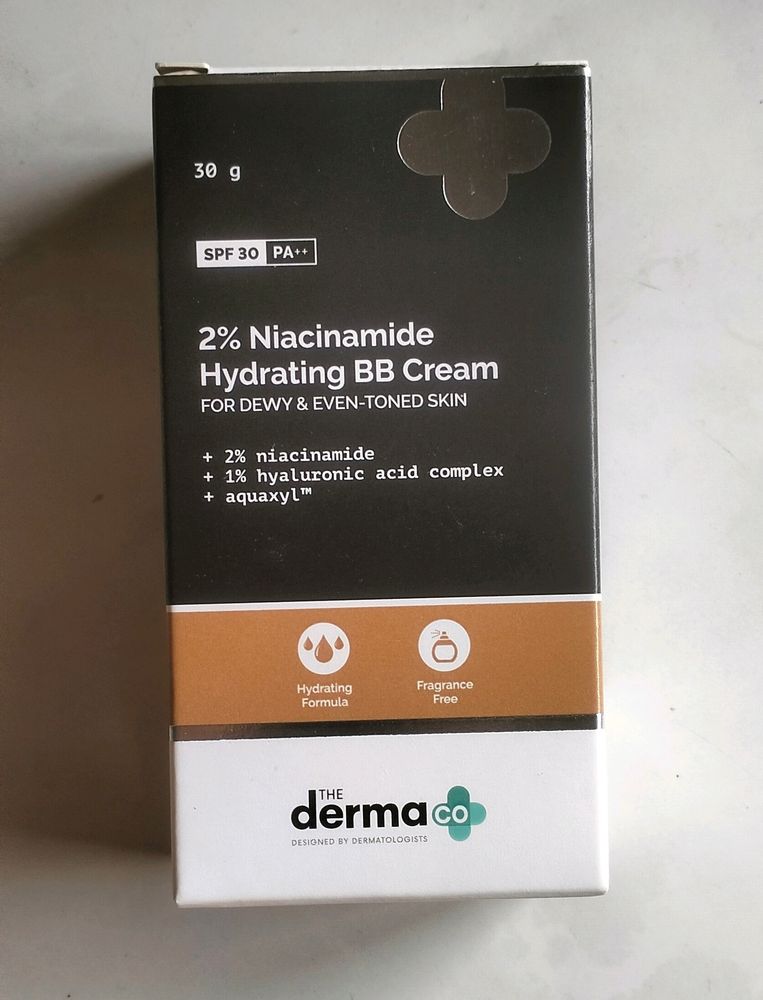 30 g
SPF 30 PA++
2% Niacinamide
Hydrating BB Cream
FOR DEWY & EVEN-TONED SKIN
+ 2% niacinamide
+ 1% hyaluronic acid complex
+ aquaxyl™
Hydrating
Formula
Fragrance
Free
THE
derma co
DESIGNED BY DERMATOLOGISTS